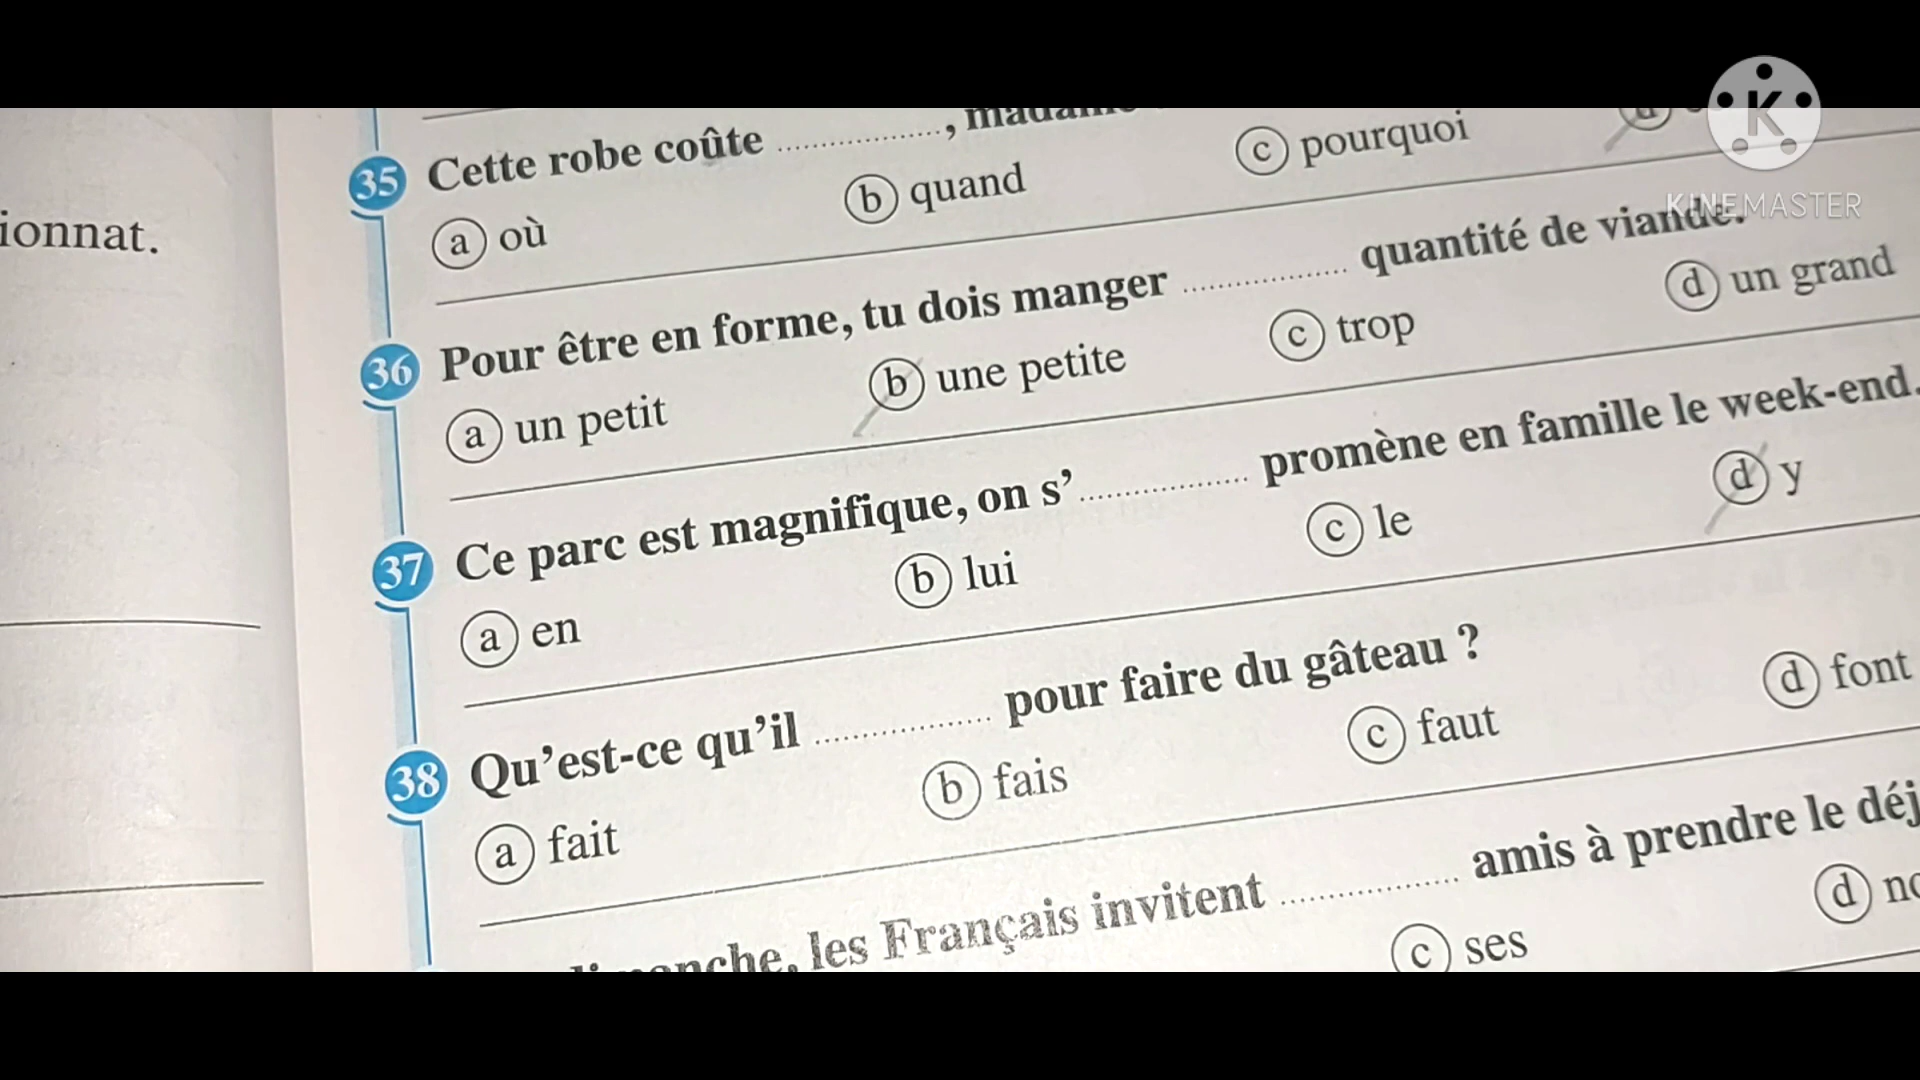 ionnat.
35 Cette robe coûte ............, madame
a où b quand c pourquoi d
36 Pour être en forme, tu dois manger ............ quantité de viande.
a un petit b une petite c trop d un grand
37 Ce parc est magnifique, on s'............ promène en famille le week-end.
a en b lui c le d y
38 Qu'est-ce qu'il ............ pour faire du gâteau ?
a fait b fais c faut d font
les Français invitent ............ amis à prendre le déj
c ses d no
K
KINEMASTER